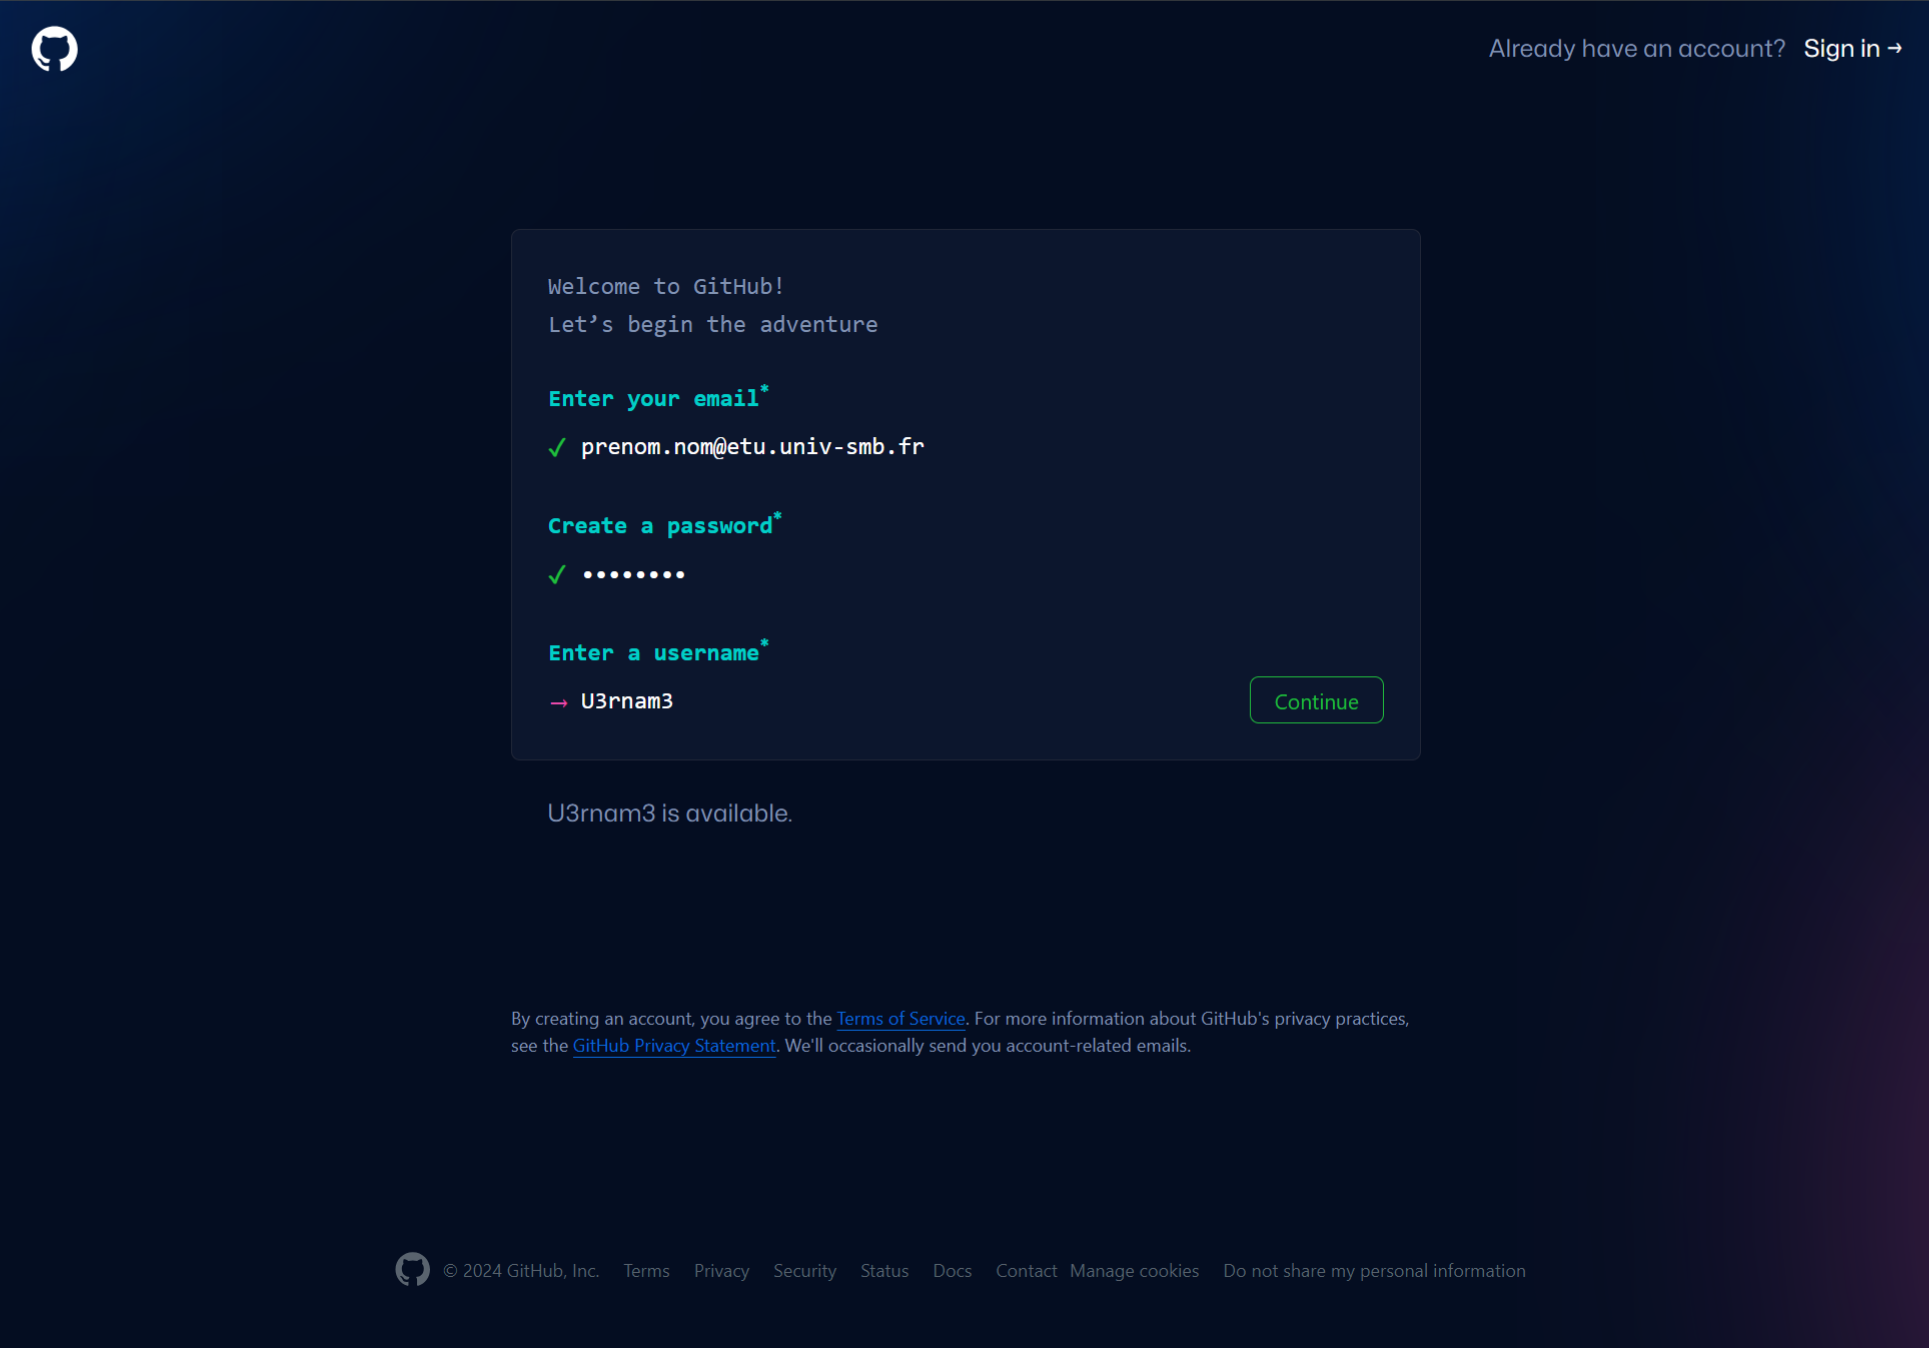 Already have an account? Sign in →
Welcome to GitHub!
Let’s begin the adventure
Enter your email*
✓ prenom.nom@etu.univ-smb.fr
Create a password*
✓ ••••••••
Enter a username*
→ U3rnam3
Continue
U3rnam3 is available.
By creating an account, you agree to the Terms of Service. For more information about GitHub's privacy practices,
see the GitHub Privacy Statement. We'll occasionally send you account-related emails.
© 2024 GitHub, Inc. Terms Privacy Security Status Docs Contact Manage cookies Do not share my personal information